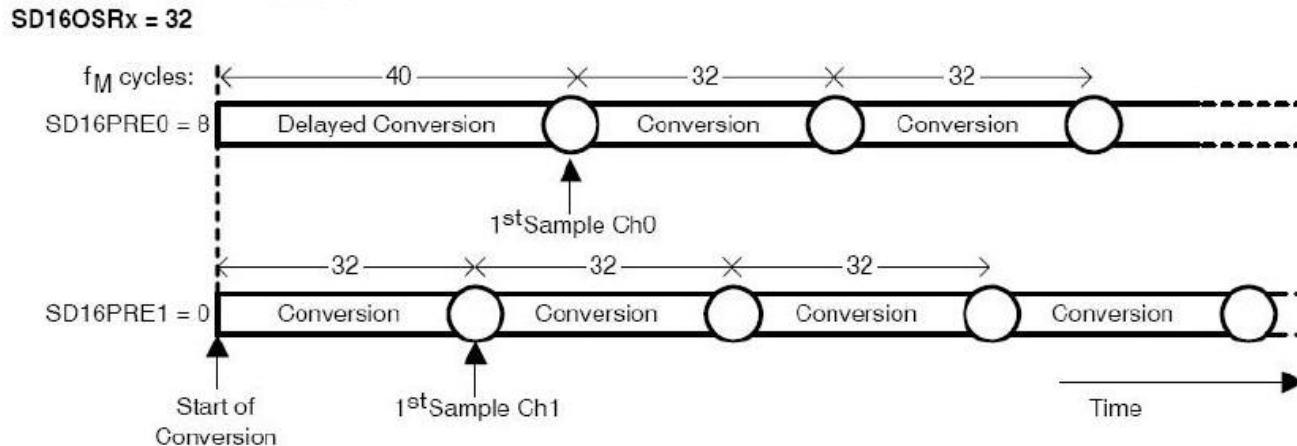 SD16OSRx = 32
fM cycles: 40 32 32
SD16PRE0 = 8 Delayed Conversion Conversion Conversion
1st Sample Ch0
32 32 32
SD16PRE1 = 0 Conversion Conversion Conversion Conversion
Start of Conversion
1st Sample Ch1
Time